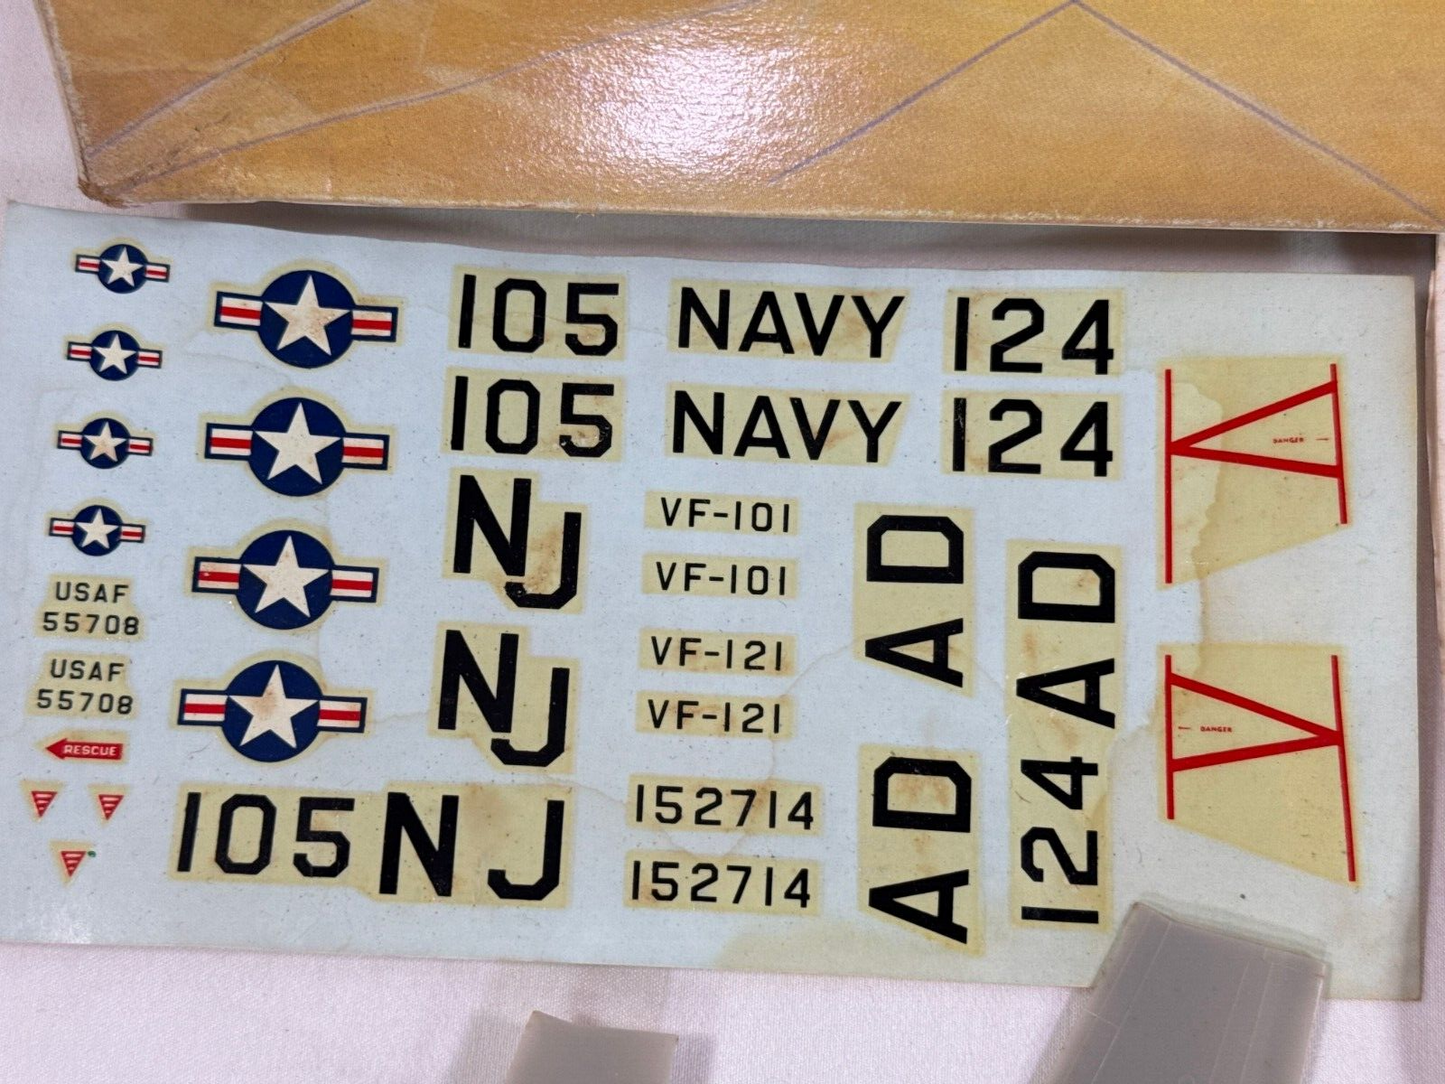 105
NAVY
124
105
NAVY
124
NJ
VF-101
VF-101
AD
AD
124
DANGER
USAF
55708
USAF
55708
NJ
VF-121
VF-121
DANGER
RESCUE
105 NJ
152714
152714
AD